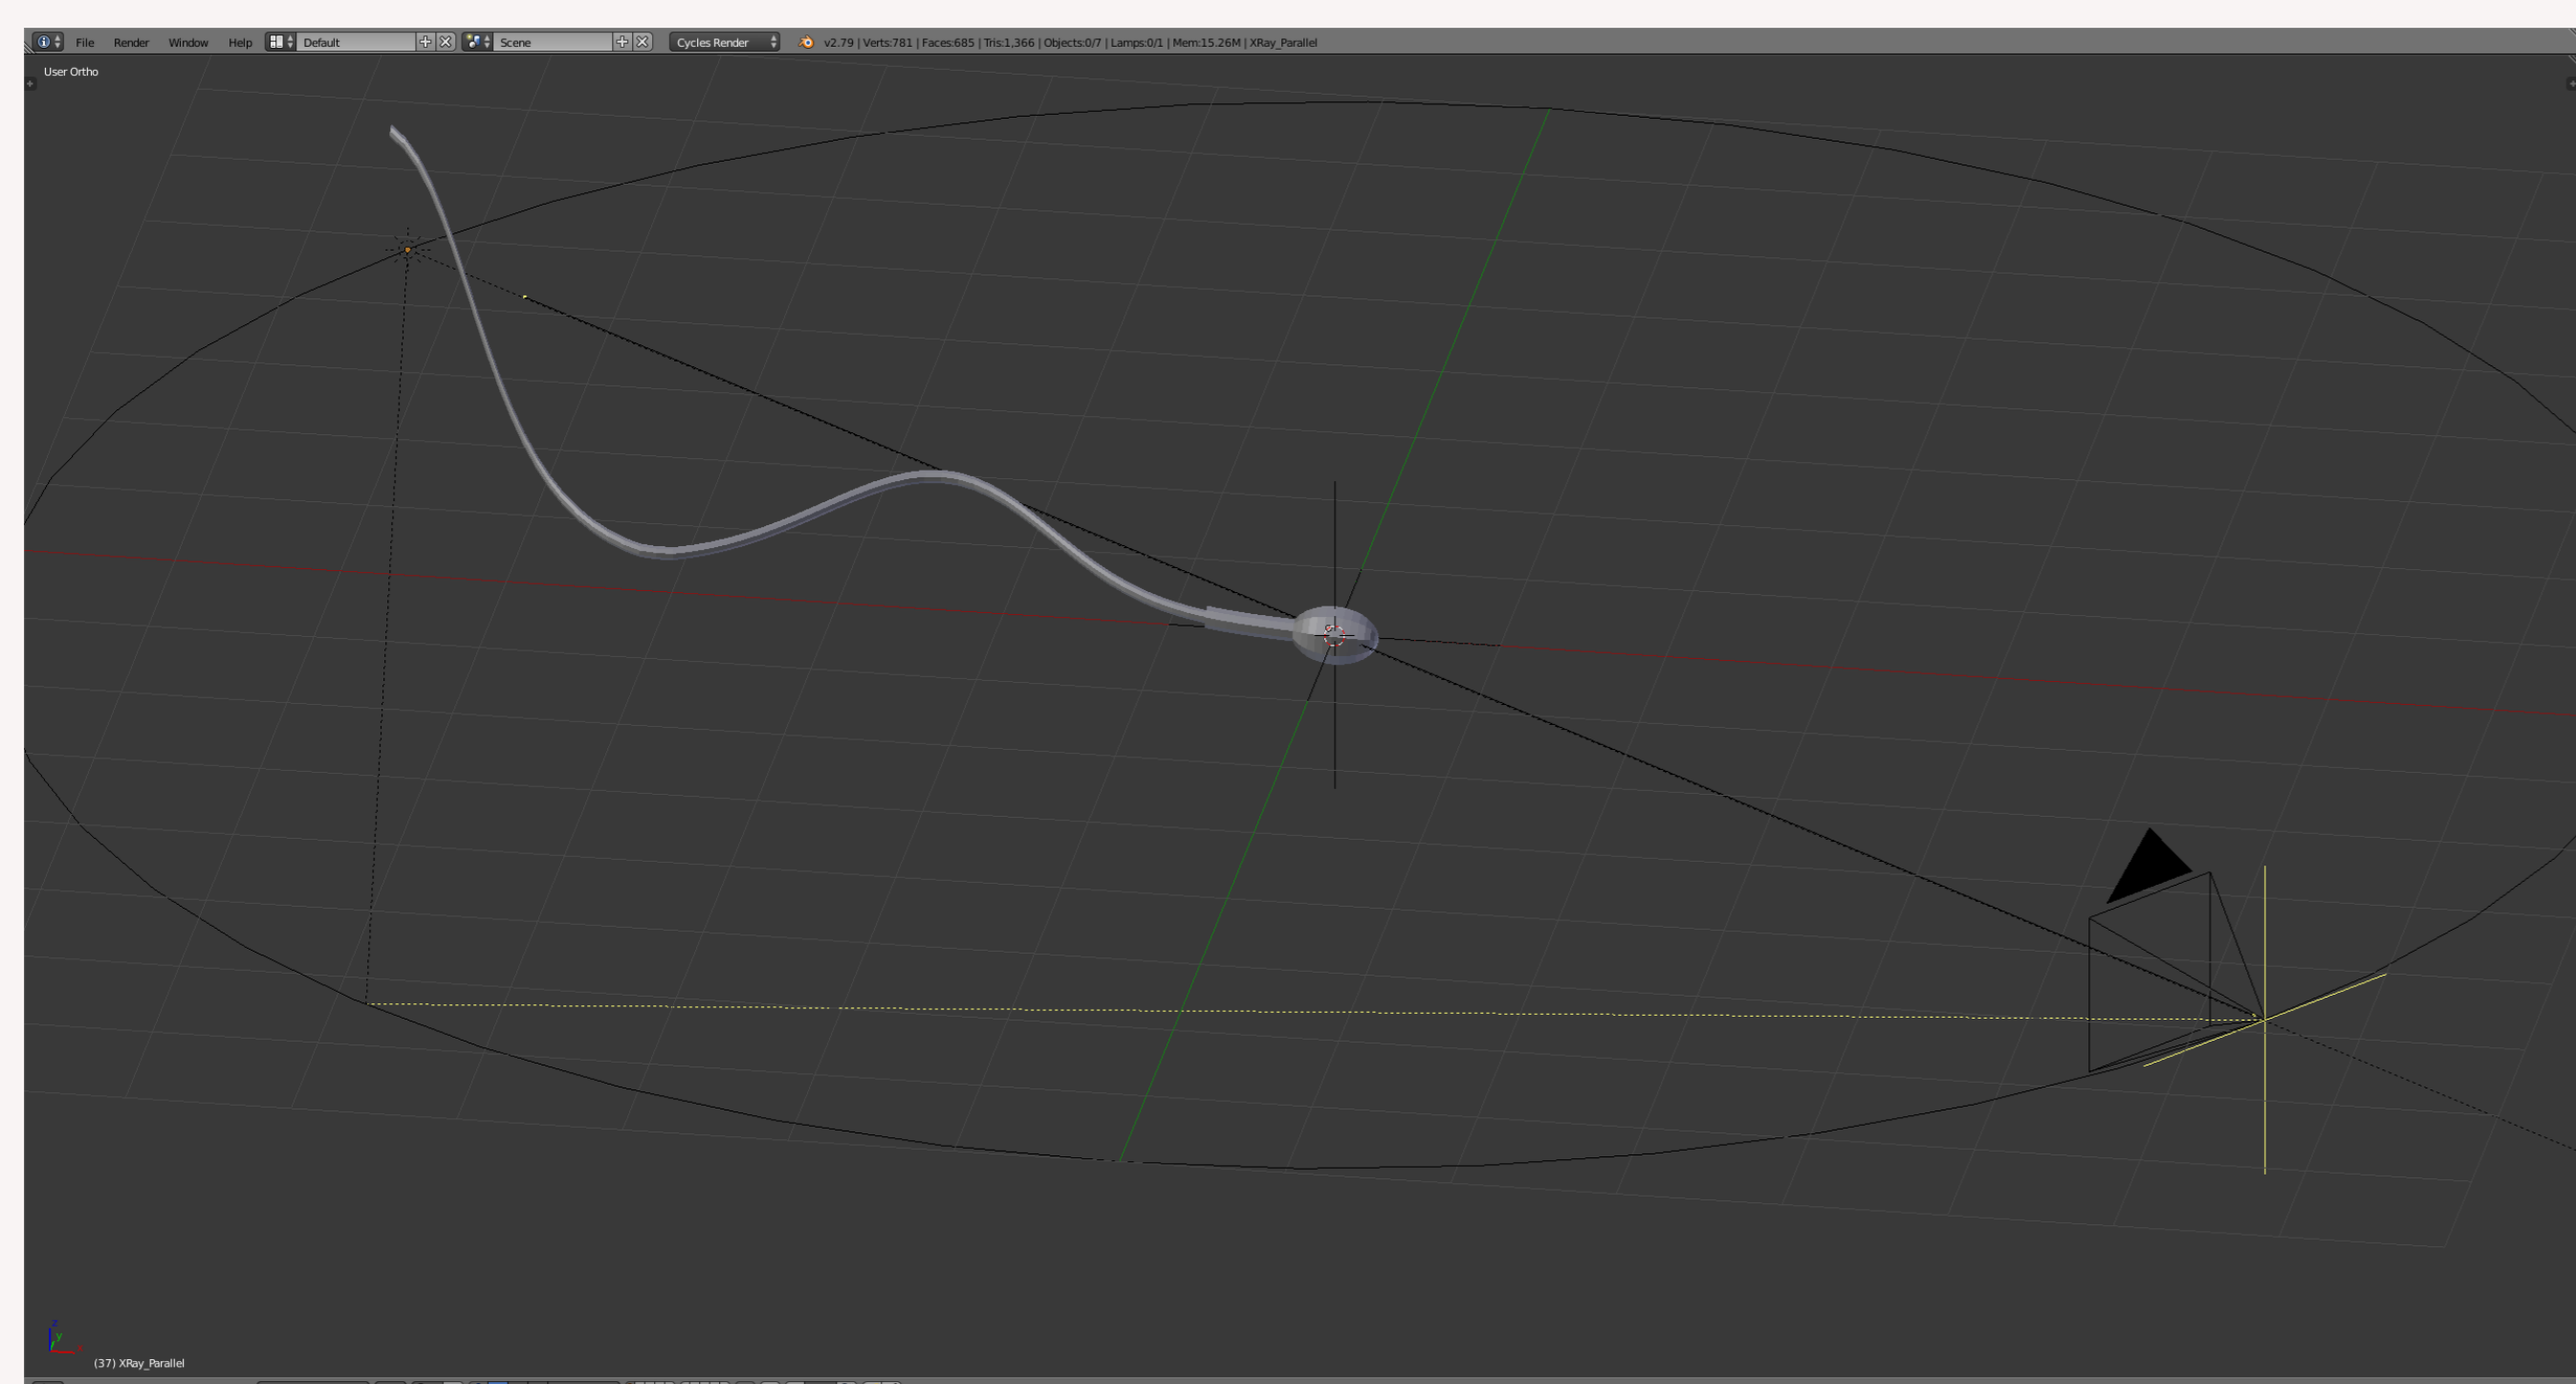 File Render Window Help Default Scene Cycles Render v2.79 | Verts:781 | Faces:685 | Tris:1,366 | Objects:0/7 | Lamps:0/1 | Mem:15.26M | XRay_Parallel
User Ortho
z
y
(37) XRay_Parallel